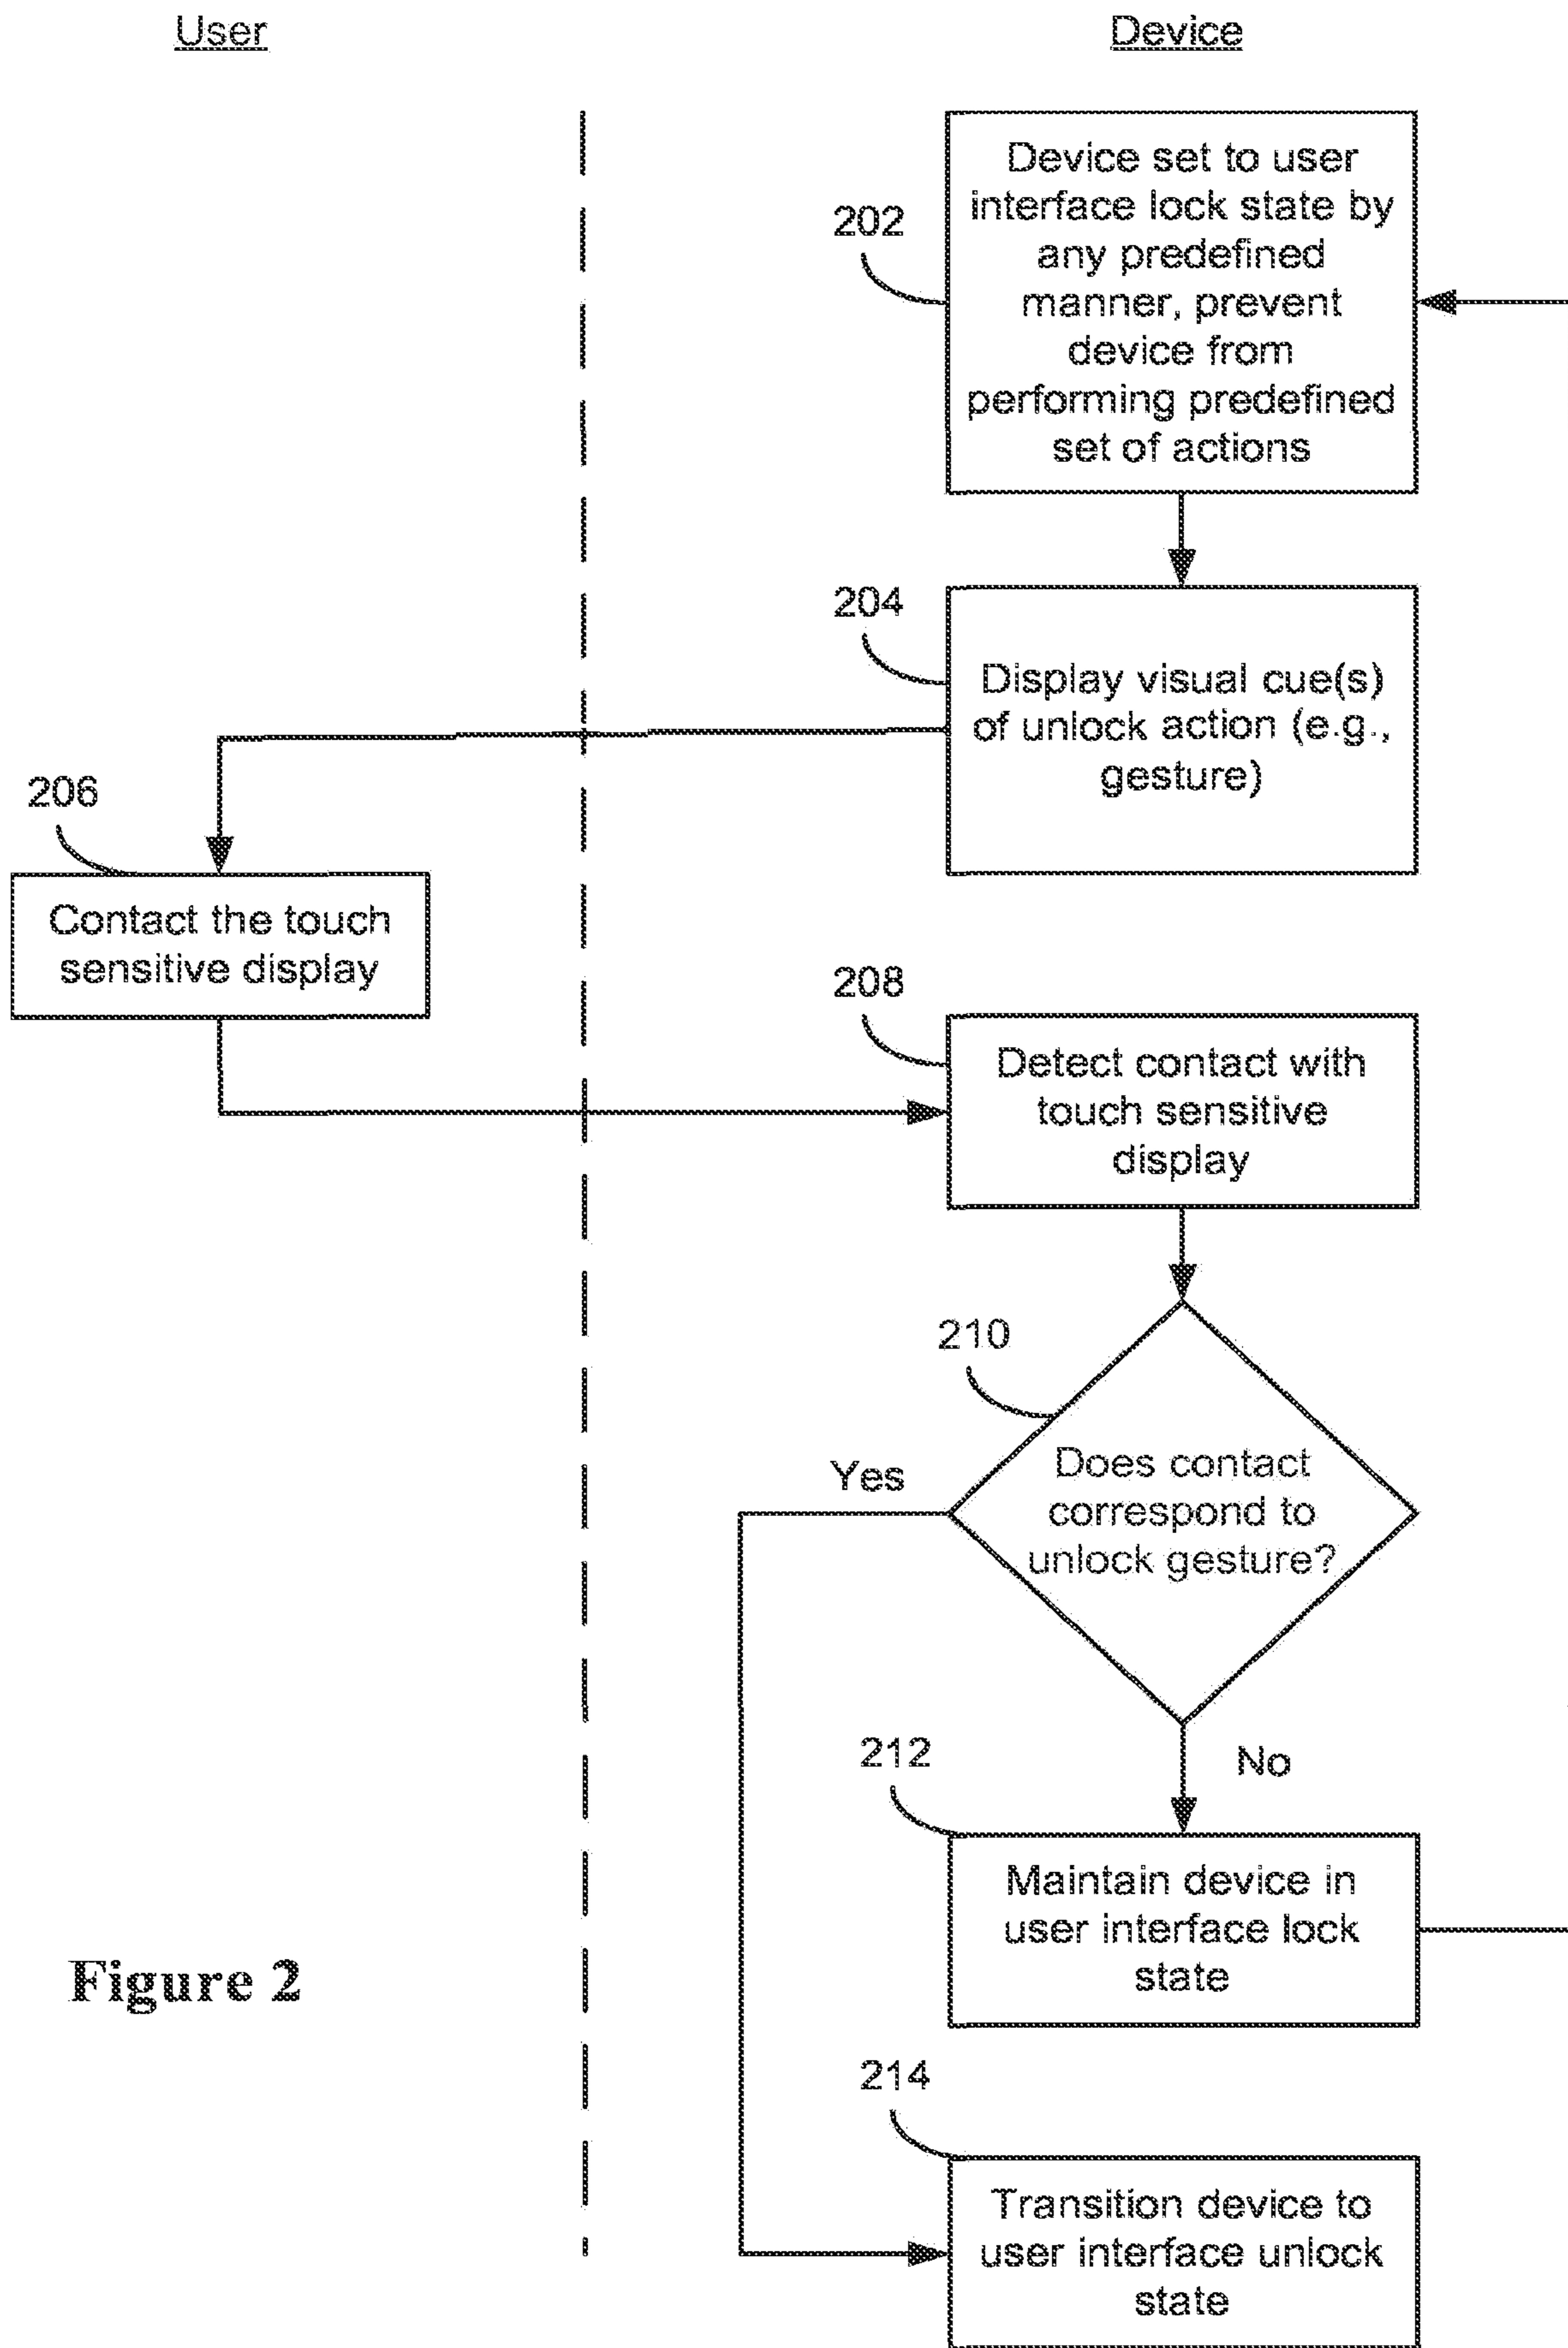 User
Device
202
Device set to user
interface lock state by
any predefined
manner, prevent
device from
performing predefined
set of actions
204
Display visual cue(s)
of unlock action (e.g.,
gesture)
206
Contact the touch
sensitive display
208
Detect contact with
touch sensitive
display
210
Does contact
correspond to
unlock gesture?
Yes
No
212
Maintain device in
user interface lock
state
214
Transition device to
user interface unlock
state
Figure 2